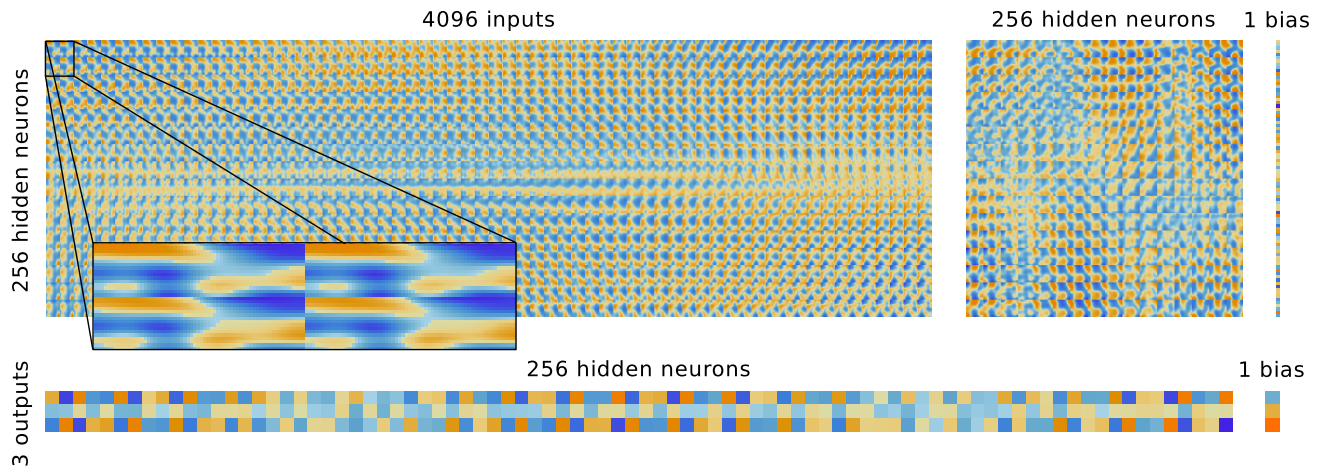 4096 inputs
256 hidden neurons
1 bias
256 hidden neurons
256 hidden neurons
1 bias
3 outputs